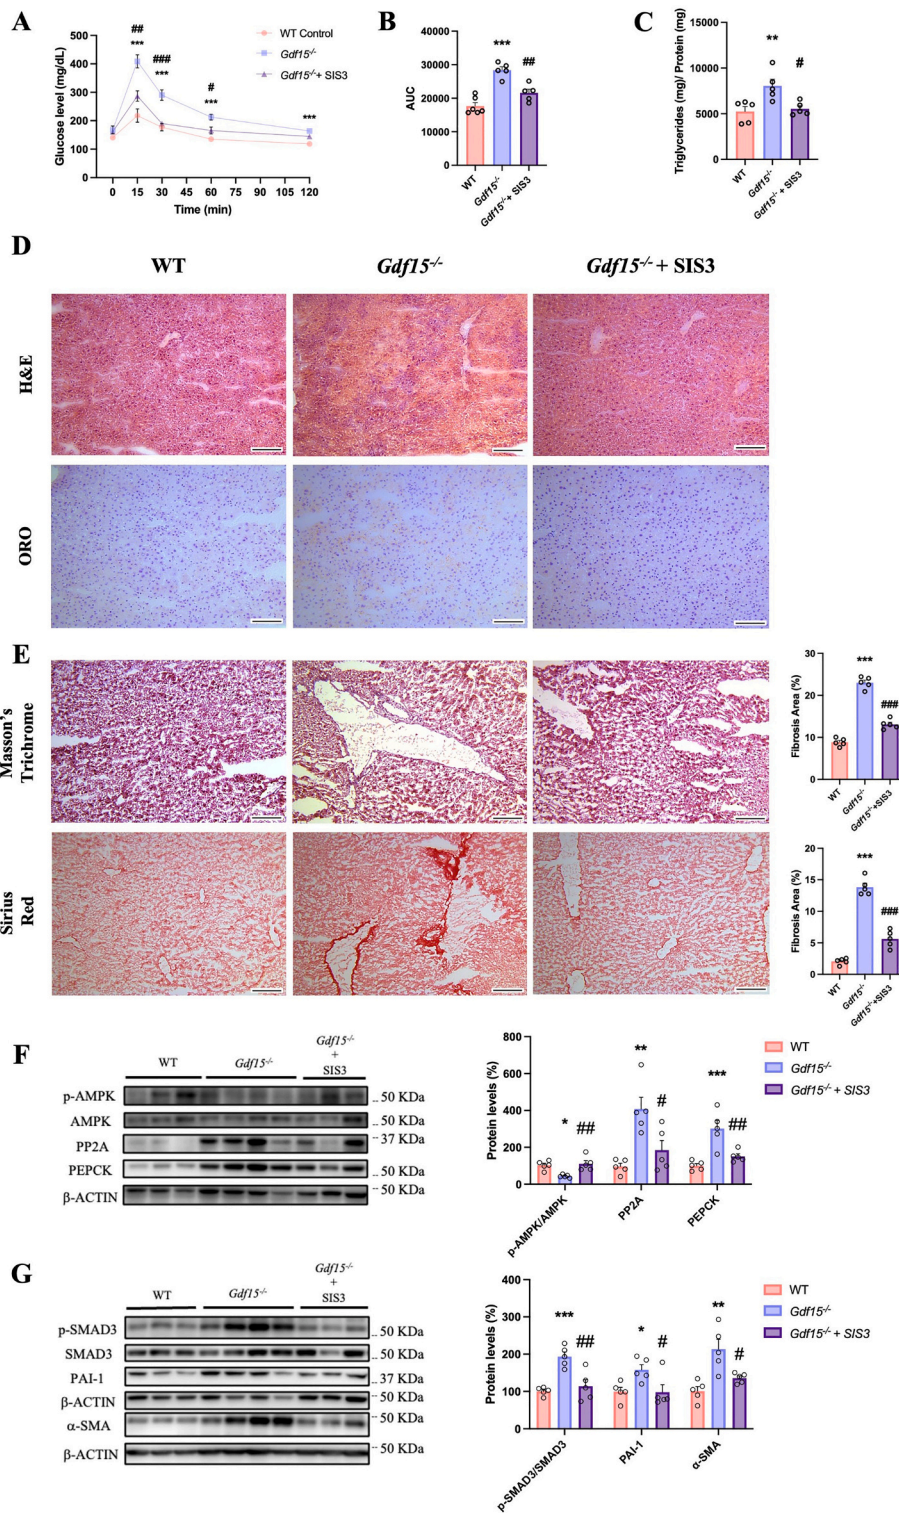 A
##
***
###
***
#
***
***
500
400
300
200
100
0
Glucose level (mg/dL)
0 15 30 45 60 75 90 105 120
Time (min)
WT Control
Gdf15-/-
Gdf15-/-+ SIS3
B
40000
30000
20000
10000
0
AUC
***
##
WT
Gdf15-/-
Gdf15-/-+ SIS3
C
15000
10000
5000
0
Triglycerides (mg)/ Protein (mg)
**
#
WT
Gdf15-/-
Gdf15-/- + SIS3
D
WT Gdf15-/- Gdf15-/- + SIS3
H&E
ORO
E
Masson's
Trichrome
30
20
10
0
Fibrosis Area (%)
***
###
WT
Gdf15-/-
Gdf15-/-+SIS3
Sirius
Red
20
15
10
5
0
Fibrosis Area (%)
***
###
WT
Gdf15-/-
Gdf15-/-+SIS3
F
WT Gdf15-/- Gdf15-/-
+
SIS3
p-AMPK 50 KDa
AMPK 50 KDa
PP2A 37 KDa
PEPCK 50 KDa
β-ACTIN 50 KDa
800
600
400
200
0
Protein levels (%)
* ##
** #
*** ##
p-AMPK/AMPK
PP2A
PEPCK
WT
Gdf15-/-
Gdf15-/- + SIS3
G
WT Gdf15-/- Gdf15-/-
+
SIS3
p-SMAD3 50 KDa
SMAD3 50 KDa
PAI-1 37 KDa
β-ACTIN 50 KDa
α-SMA 50 KDa
β-ACTIN 50 KDa
400
300
200
100
0
Protein levels (%)
*** ##
* #
** #
p-SMAD3/SMAD3
PAI-1
α-SMA
WT
Gdf15-/-
Gdf15-/- + SIS3